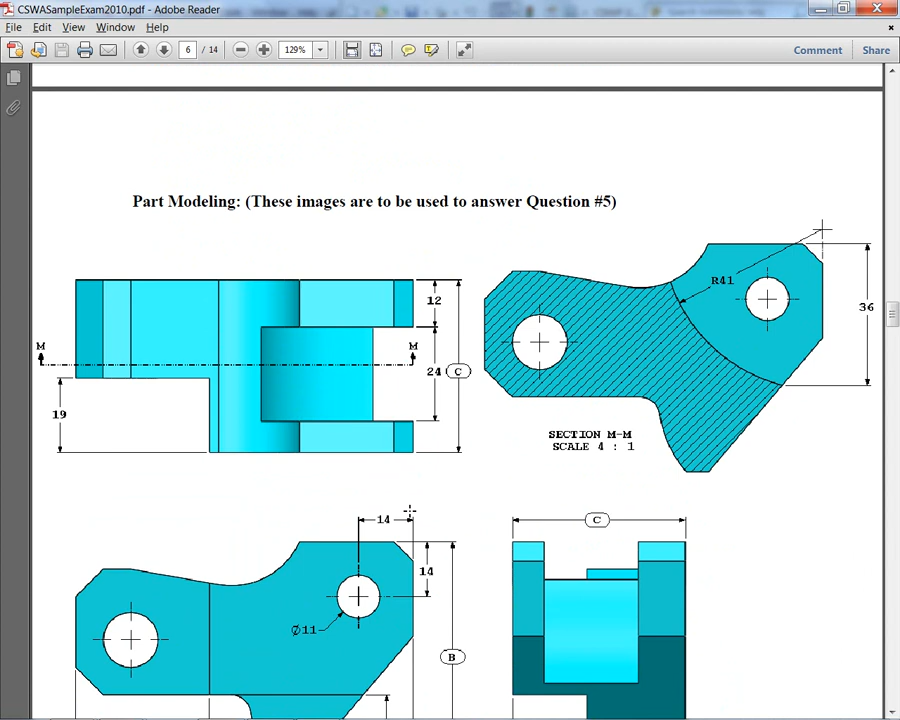 CSWASampleExam2010.pdf - Adobe Reader
File Edit View Window Help
6 / 14 129% Comment Share
Part Modeling: (These images are to be used to answer Question #5)
12
M M
24 C
19
R41
36
SECTION M-M
SCALE 4 : 1
14
14
Ø11
B
C